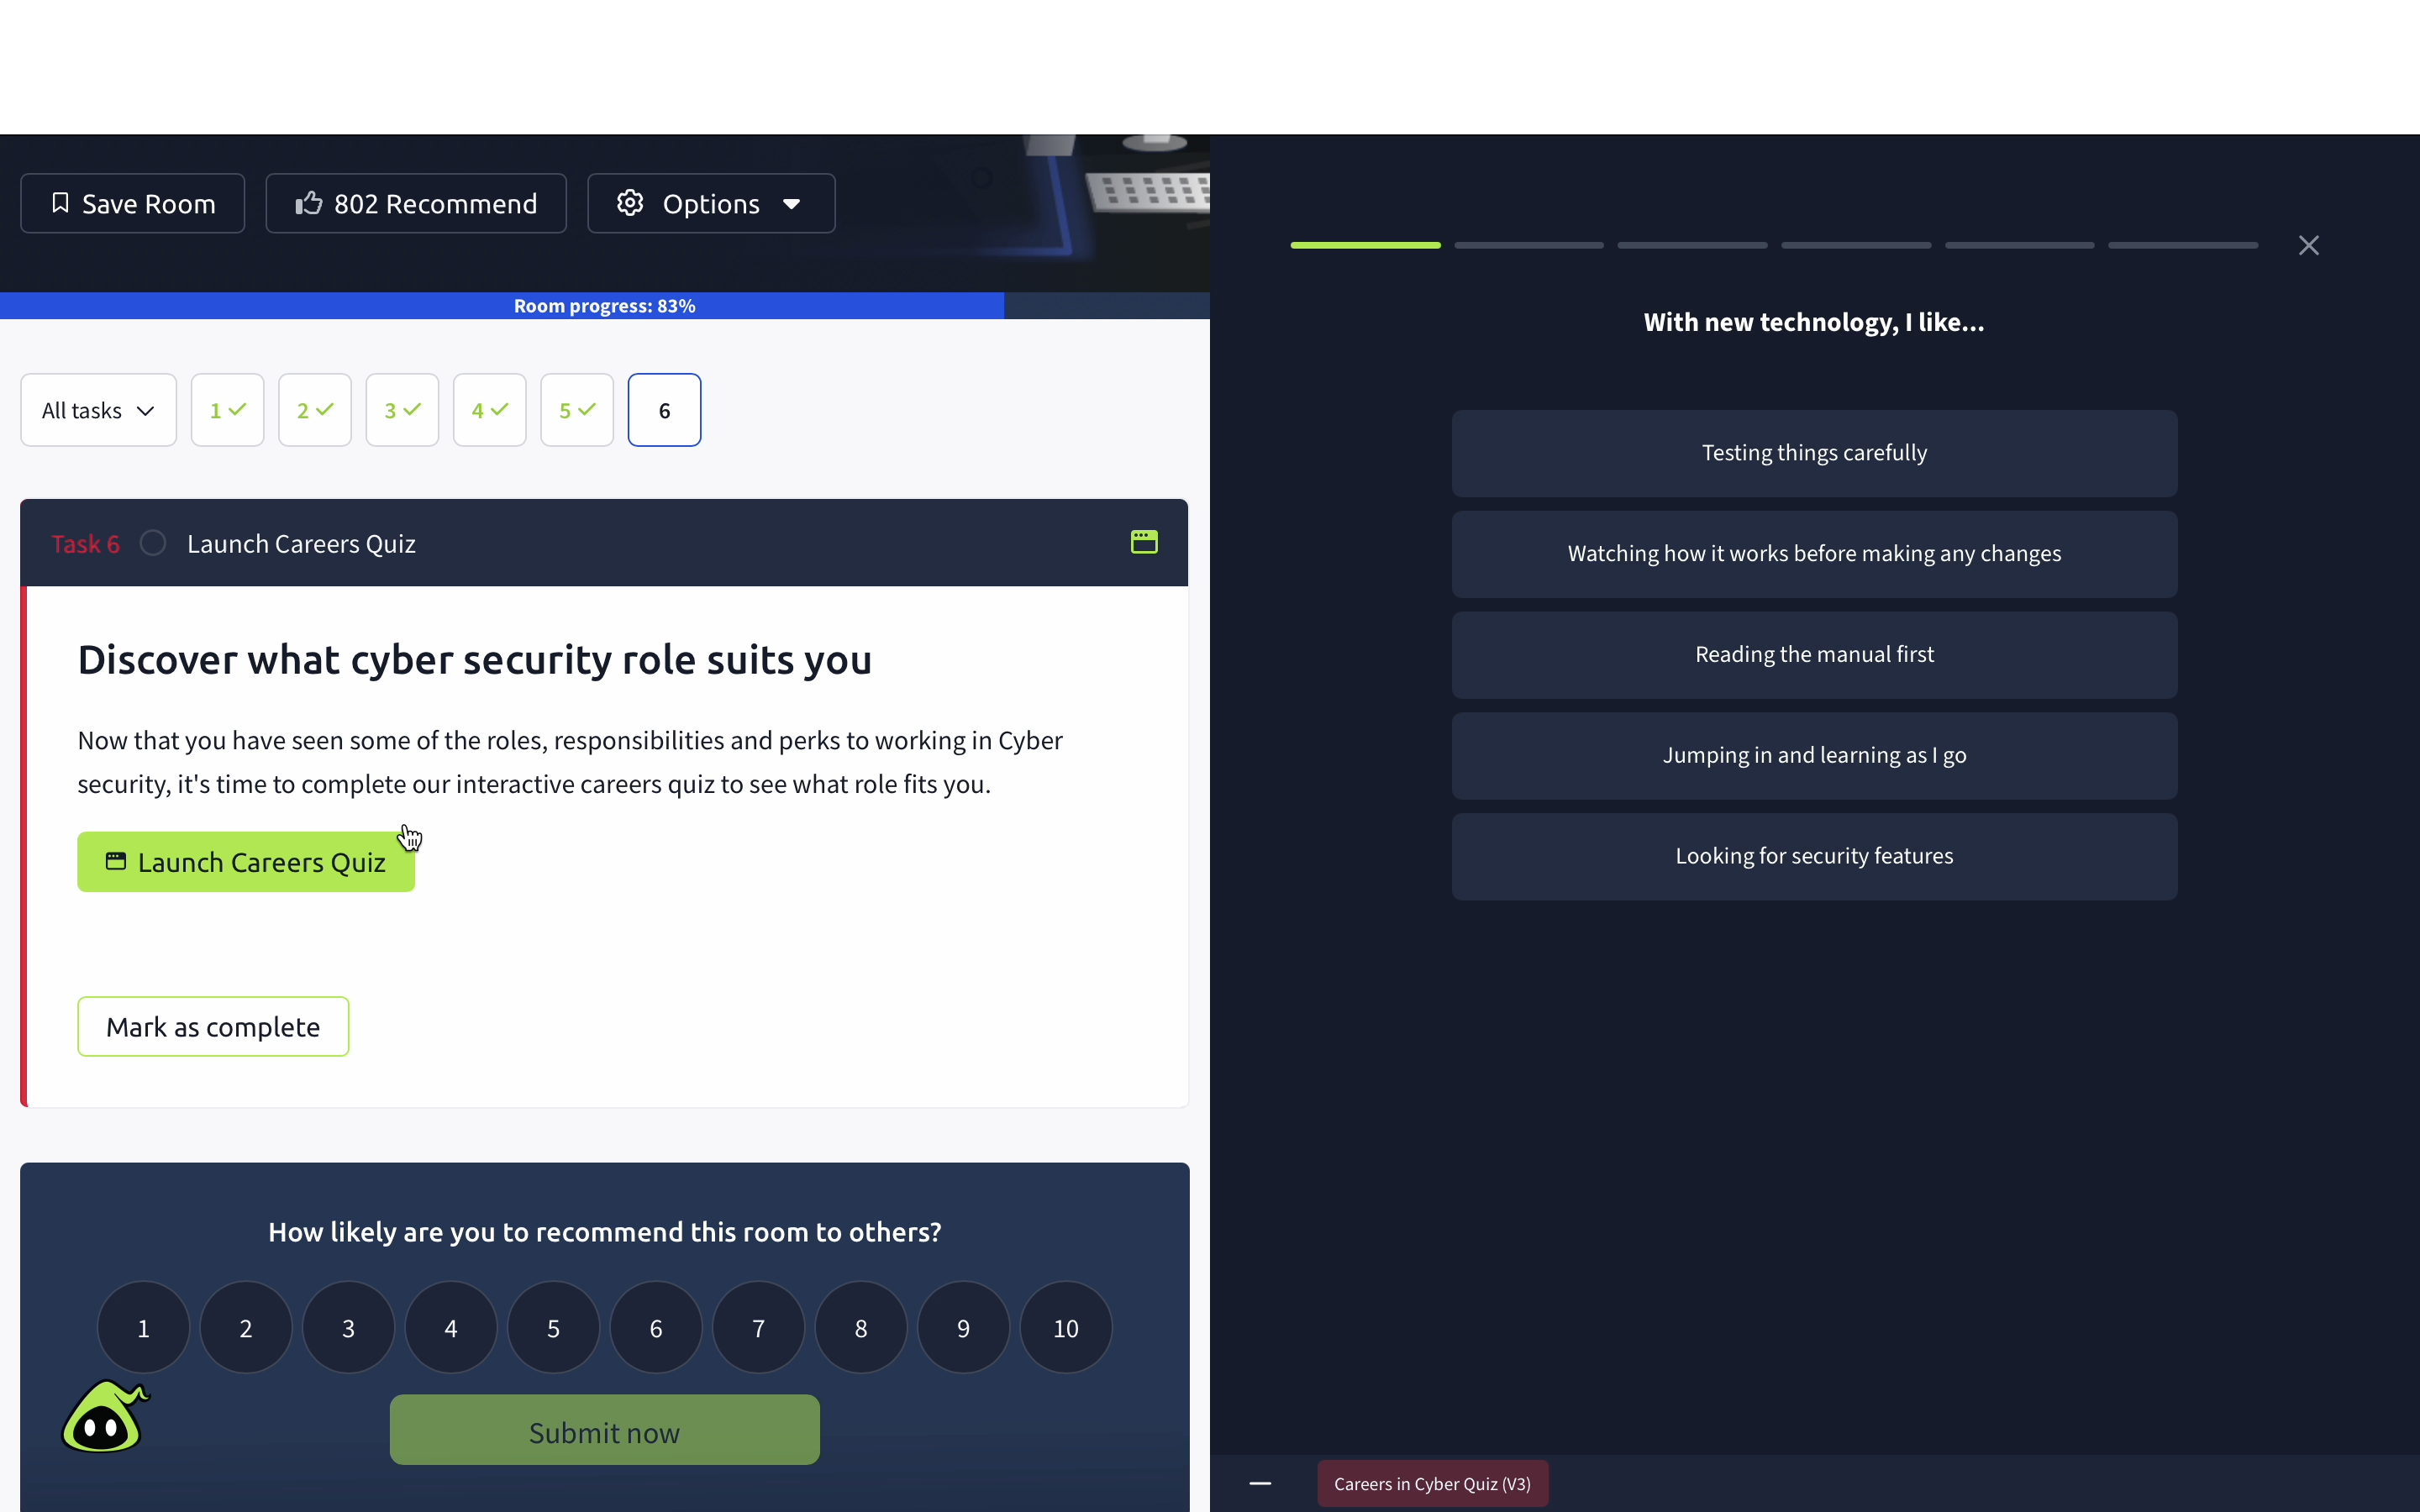 Save Room
802 Recommend
Options
Room progress: 83%
All tasks
1
2
3
4
5
6
Task 6
Launch Careers Quiz
Discover what cyber security role suits you
Now that you have seen some of the roles, responsibilities and perks to working in Cyber
security, it's time to complete our interactive careers quiz to see what role fits you.
Launch Careers Quiz
Mark as complete
How likely are you to recommend this room to others?
1
2
3
4
5
6
7
8
9
10
Submit now
With new technology, I like...
Testing things carefully
Watching how it works before making any changes
Reading the manual first
Jumping in and learning as I go
Looking for security features
Careers in Cyber Quiz (V3)